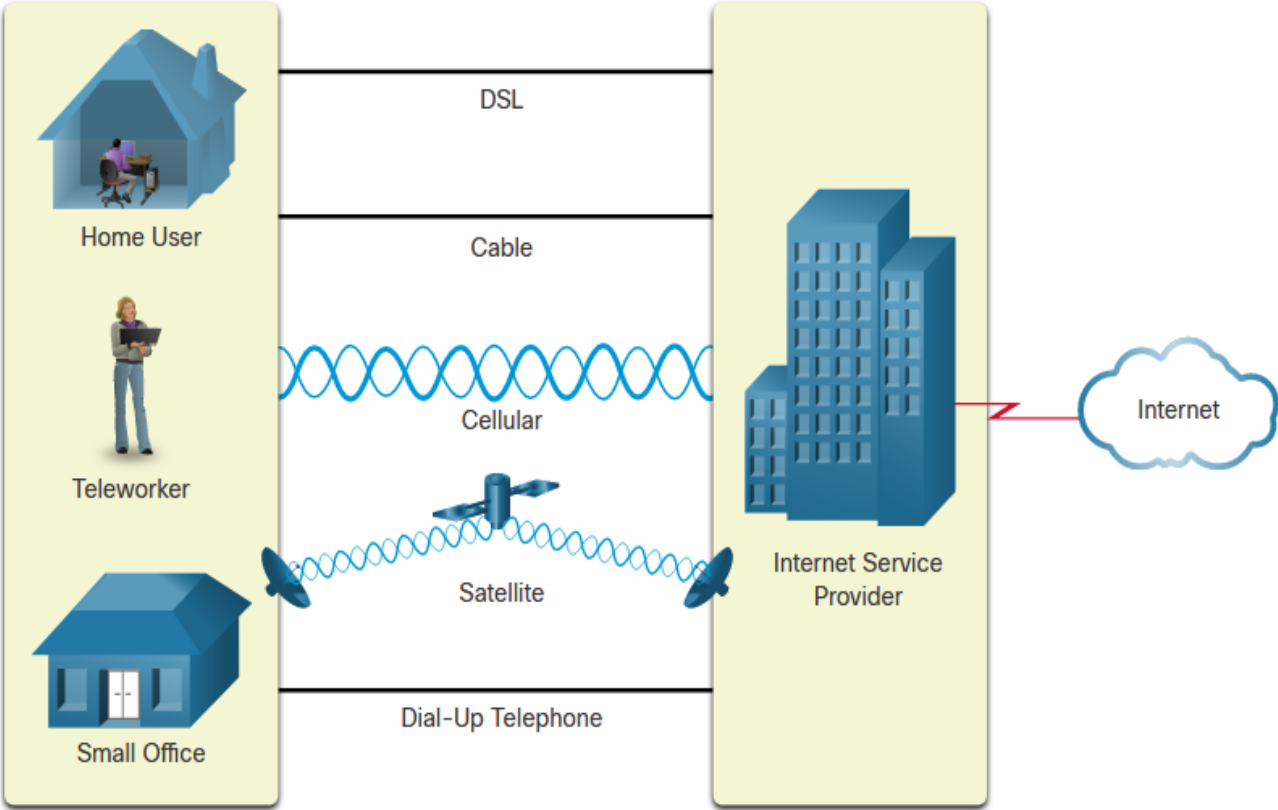 Home User
Teleworker
Small Office
DSL
Cable
Cellular
Satellite
Dial-Up Telephone
Internet Service
Provider
Internet